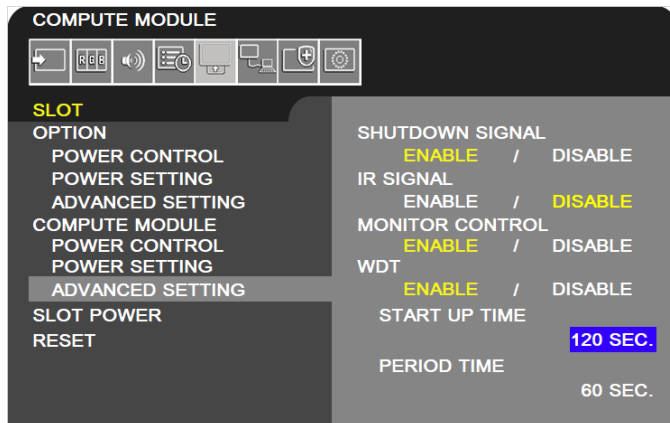 COMPUTE MODULE
RGB
SLOT
OPTION
POWER CONTROL
POWER SETTING
ADVANCED SETTING
COMPUTE MODULE
POWER CONTROL
POWER SETTING
ADVANCED SETTING
SLOT POWER
RESET
SHUTDOWN SIGNAL
ENABLE / DISABLE
IR SIGNAL
ENABLE / DISABLE
MONITOR CONTROL
ENABLE / DISABLE
WDT
ENABLE / DISABLE
START UP TIME
120 SEC.
PERIOD TIME
60 SEC.